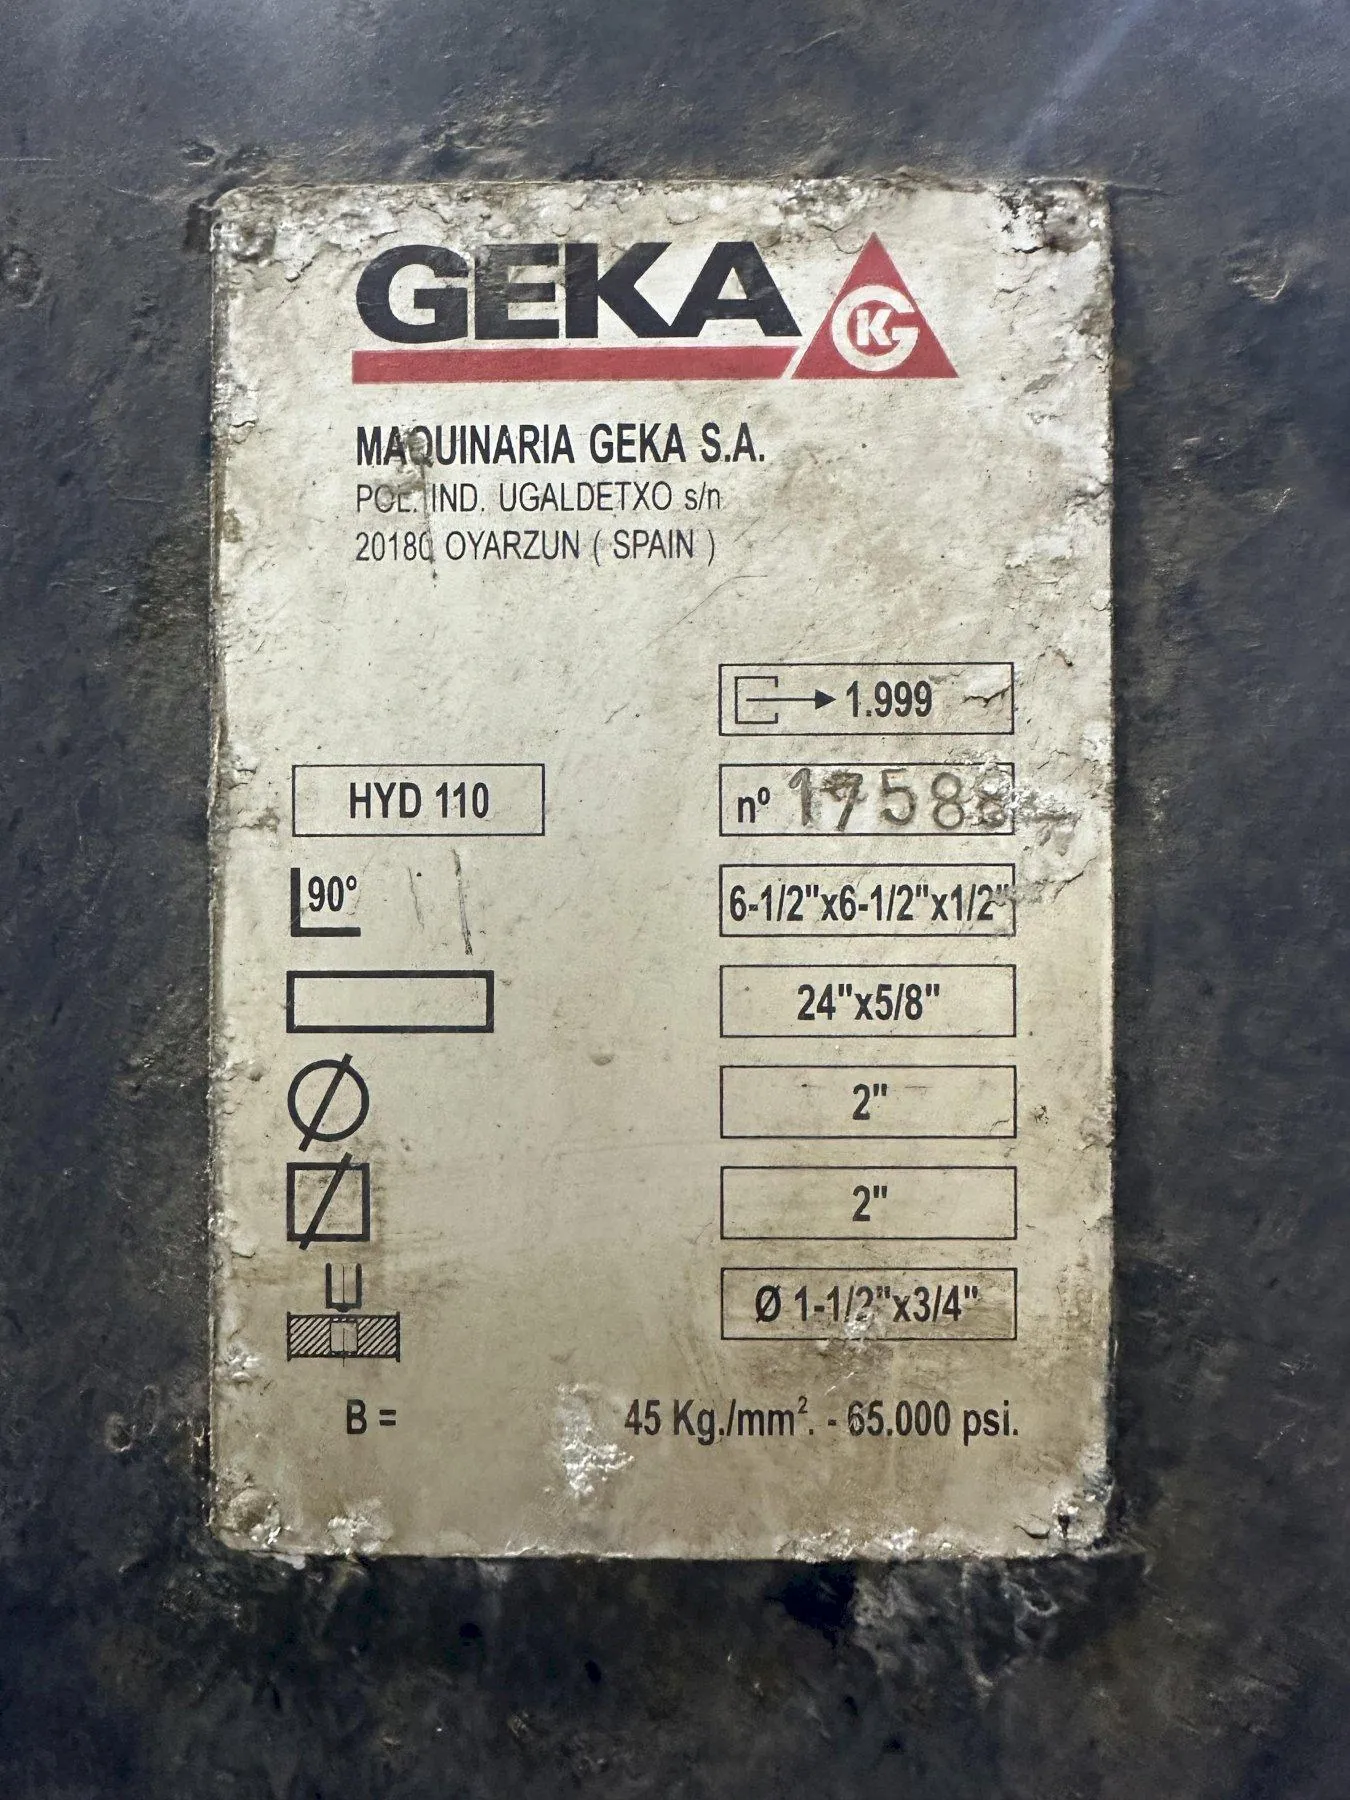 GEKA
GK
MAQUINARIA GEKA S.A.
POL. IND. UGALDETXO s/n
20180 OYARZUN ( SPAIN )
1.999
HYD 110
nº 17588
90º
6-1/2"x6-1/2"x1/2"
24"x5/8"
2"
2"
Ø 1-1/2"x3/4"
B = 45 Kg./mm². - 65.000 psi.